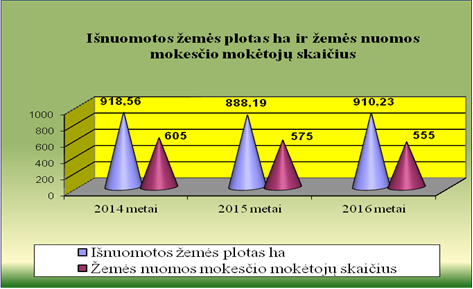 Išnuomotos žemės plotas ha ir žemės nuomos
mokesčio mokėtojų skaičius
918,56
888,19
910,23
605
575
555
1000
800
600
400
200
0
2014 metai
2015 metai
2016 metai
Išnuomotos žemės plotas ha
Žemės nuomos mokesčio mokėtojų skaičius